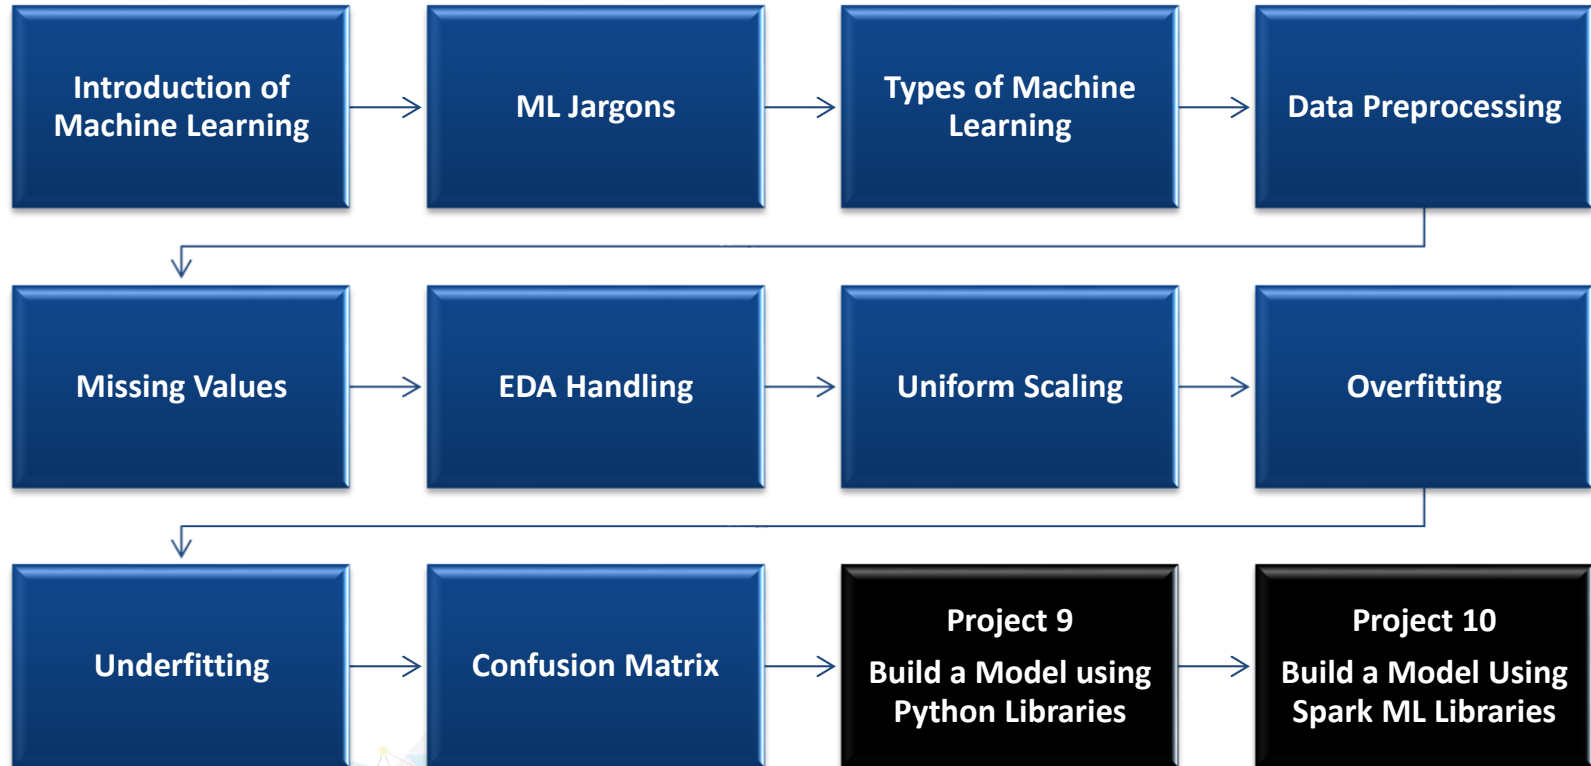 Introduction of
Machine Learning
ML Jargons
Types of Machine
Learning
Data Preprocessing
Missing Values
EDA Handling
Uniform Scaling
Overfitting
Underfitting
Confusion Matrix
Project 9
Build a Model using
Python Libraries
Project 10
Build a Model Using
Spark ML Libraries